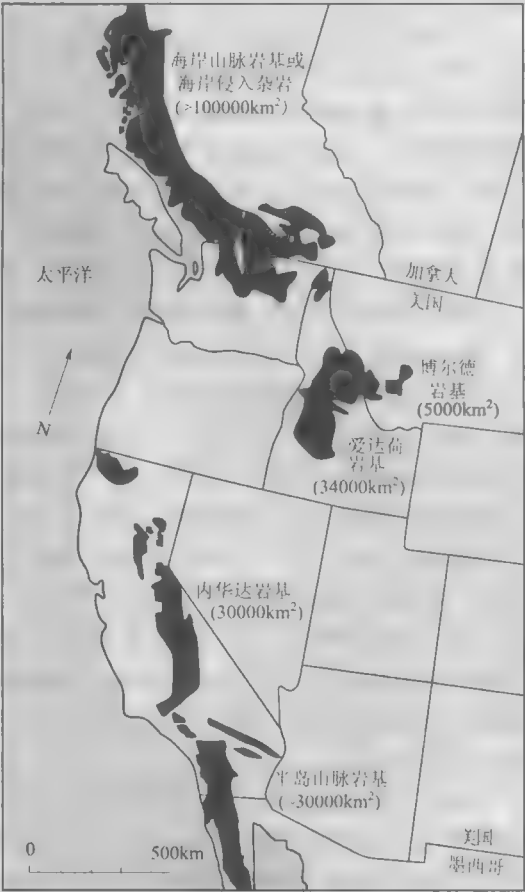 海岸山脉岩基或
海岸侵入杂岩
(>100000km²)
太平洋
加拿大
美国
N
博尔德
岩基
(5000km²)
爱达荷
岩基
(34000km²)
内华达岩基
(30000km²)
半岛山脉岩基
(~30000km²)
0 500km
美国
墨西哥